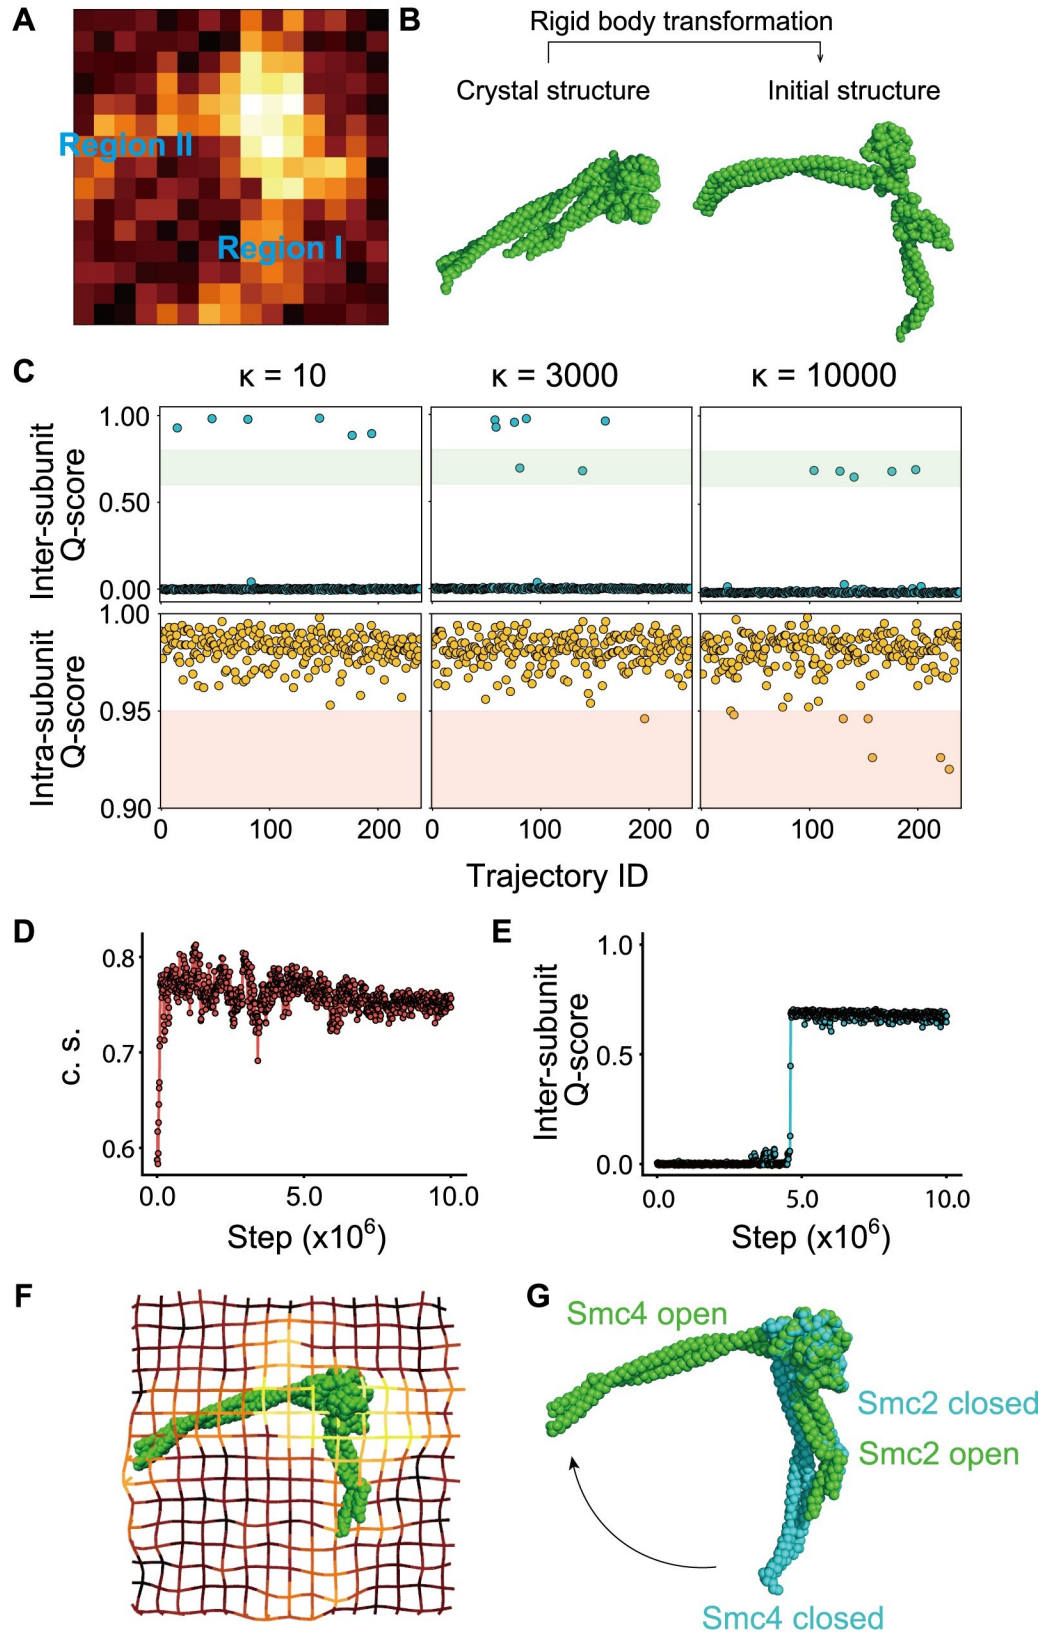 A
B
Rigid body transformation
Crystal structure
Initial structure
Region II
Region I
C
κ = 10
κ = 3000
κ = 10000
Inter-subunit
Q-score
1.00
0.50
0.00
Intra-subunit
Q-score
1.00
0.95
0.90
0
100
200
0
100
200
0
100
200
Trajectory ID
D
c. s.
0.8
0.7
0.6
0.0
5.0
10.0
Step (x10⁶)
E
Inter-subunit
Q-score
1.0
0.5
0.0
0.0
5.0
10.0
Step (x10⁶)
F
G
Smc4 open
Smc2 closed
Smc2 open
Smc4 closed